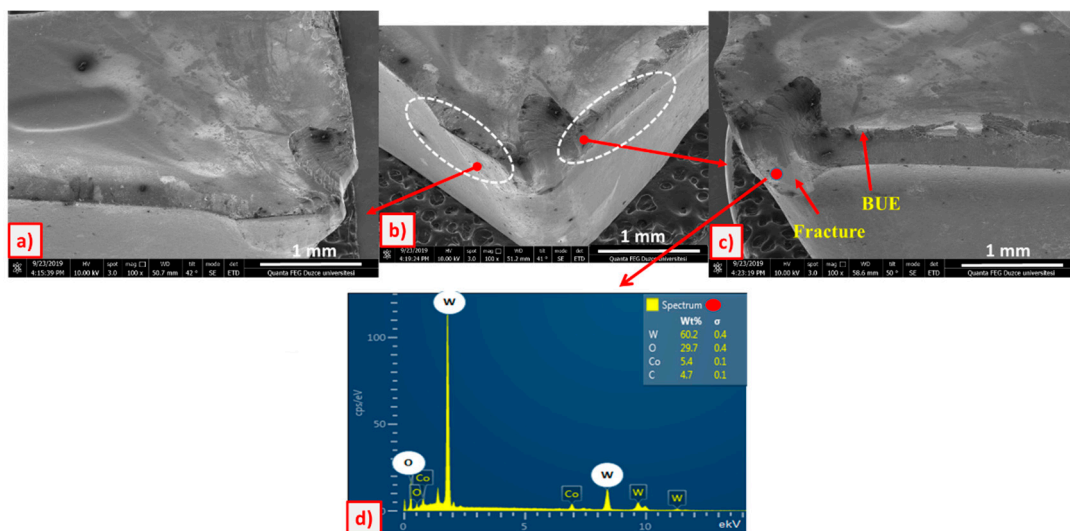 a)
1 mm
9/23/2019 HV spot mag WD tilt mode det
4:15:39 PM 10.00 kV 3.0 100 x 50.7 mm 42 ° SE ETD Quanta FEG Duzce universitesi
b)
1 mm
9/23/2019 HV spot mag WD tilt mode det
4:19:24 PM 10.00 kV 3.0 100 x 51.2 mm 41 ° SE ETD Quanta FEG Duzce universitesi
BUE
Fracture
c)
1 mm
9/23/2019 HV spot mag WD tilt mode det
4:23:19 PM 10.00 kV 3.0 100 x 58.6 mm 50 ° SE ETD Quanta FEG Duzce universitesi
W
Spectrum
Wt% σ
W 60.2 0.4
O 29.7 0.4
Co 5.4 0.1
C 4.7 0.1
100
cps/eV
50
O
W
O
Co
Co
W
W
0
d)
0 5 10 ekV